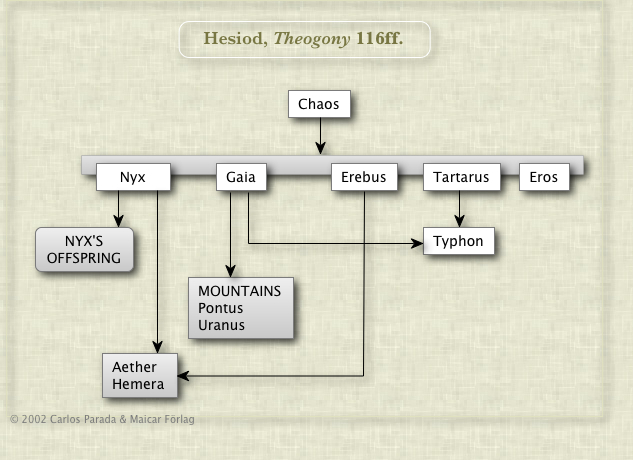 Hesiod, Theogony 116ff.
Chaos
Nyx
Gaia
Erebus
Tartarus
Eros
NYX'S
OFFSPRING
Typhon
MOUNTAINS
Pontus
Uranus
Aether
Hemera
© 2002 Carlos Parada & Maicar Förlag